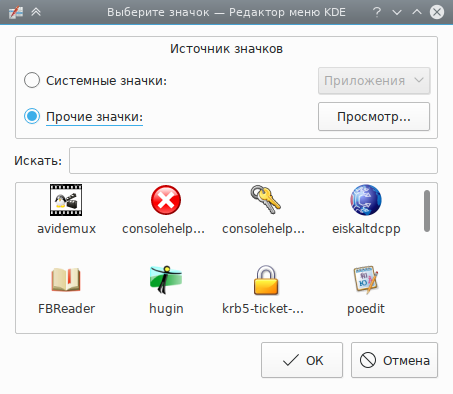 Выберите значок — Редактор меню KDE
Источник значков
Системные значки:
Приложения
Прочие значки:
Просмотр...
Искать:
avidemux consolehelp... consolehelp... eiskaltdcpp
FBReader hugin krb5-ticket-... poedit
ОК Отмена